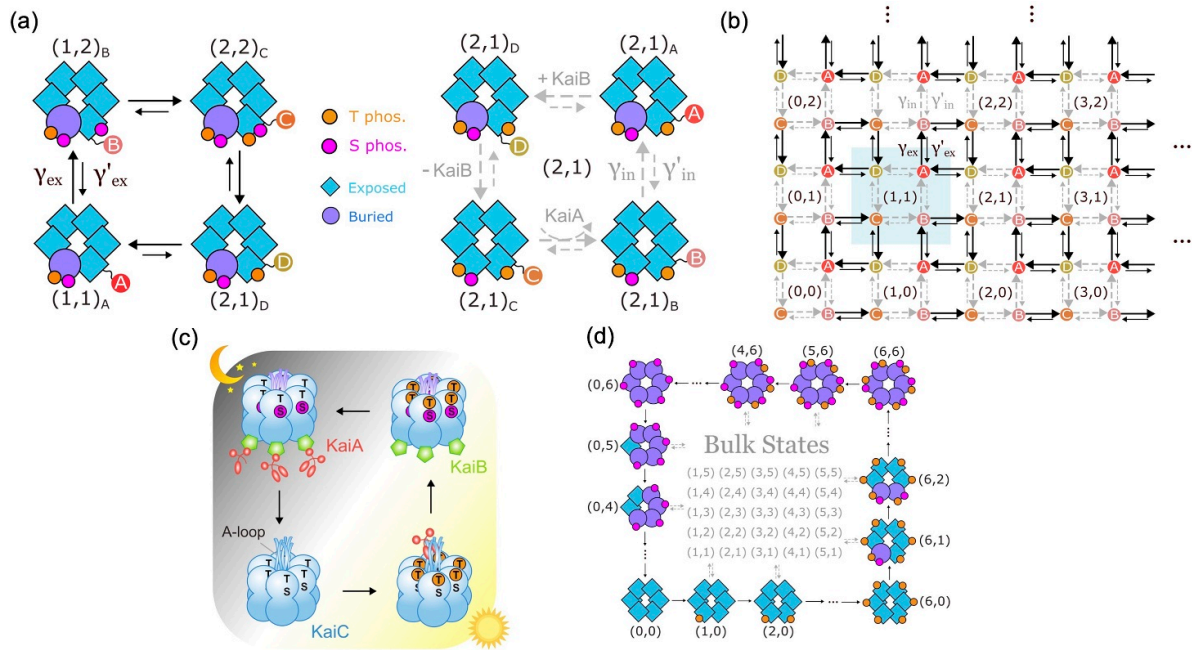 (a)
(1,2)B (2,2)C
B C
γex γ'ex
(1,1)A (2,1)D
A D
T phos.
S phos.
Exposed
Buried
(2,1)D (2,1)A
+ KaiB
D A
- KaiB (2,1) γin γ'in
KaiA
C B
(2,1)C (2,1)B
(b)
⋮ ⋮
D A D A D A D A
(0,2) γin γ'in (2,2) (3,2)
C B C B C B C B
γex γ'ex
...
D A D A D A D A
(0,1) (1,1) (2,1) (3,1)
C B C B C B C B
...
D A D A D A D A
(0,0) (1,0) (2,0) (3,0)
C B C B C B C B
(c)
T T T T
S S
KaiA KaiB
A-loop
T T T S S
KaiC
(d)
(4,6) (5,6) (6,6)
(0,6) ...
(0,5) Bulk States
(1,5) (2,5) (3,5) (4,5) (5,5)
(1,4) (2,4) (3,4) (4,4) (5,4)
(1,3) (2,3) (3,3) (4,3) (5,3)
(1,2) (2,2) (3,2) (4,2) (5,2)
(1,1) (2,1) (3,1) (4,1) (5,1)
(6,2)
(0,4)
(6,1)
(0,0) (1,0) (2,0) ... (6,0)